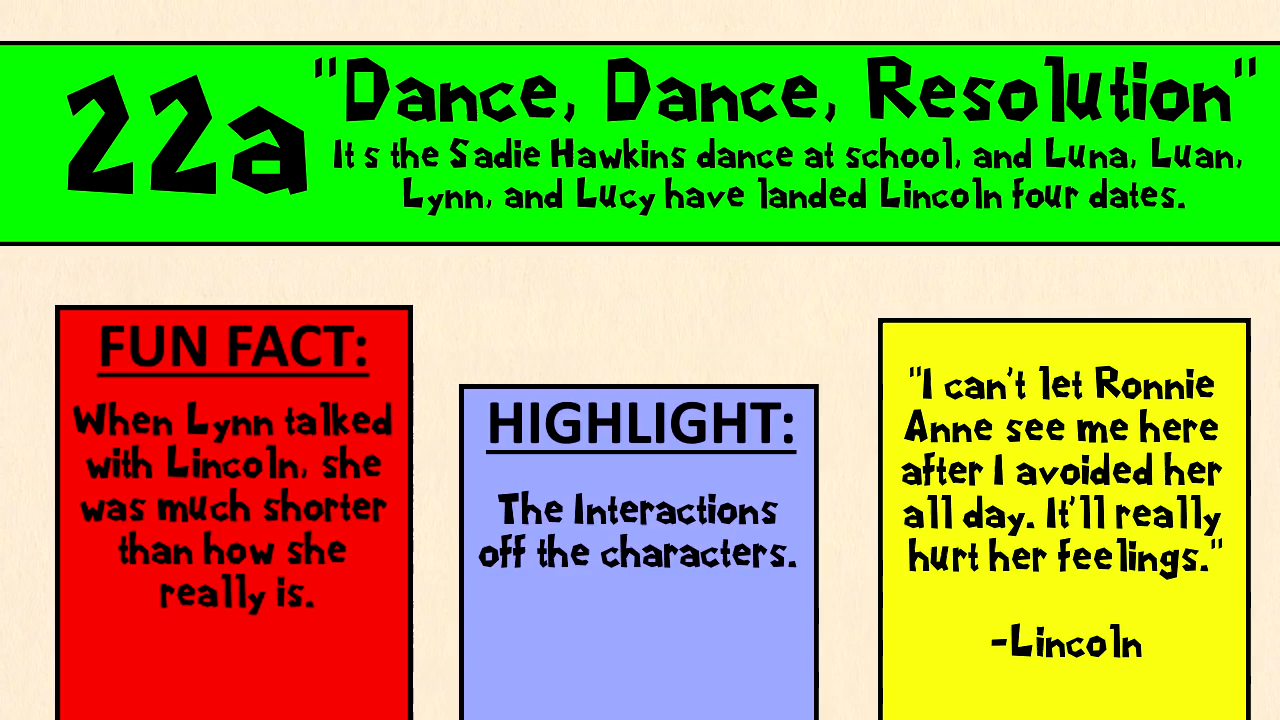 22a
"Dance, Dance, Resolution"
It s the Sadie Hawkins dance at school, and Luna, Luan,
Lynn, and Lucy have landed Lincoln four dates.
FUN FACT:
When Lynn talked
with Lincoln, she
was much shorter
than how she
really is.
HIGHLIGHT:
The Interactions
off the characters.
"I can't let Ronnie
Anne see me here
after I avoided her
all day. It'll really
hurt her feelings."
-Lincoln